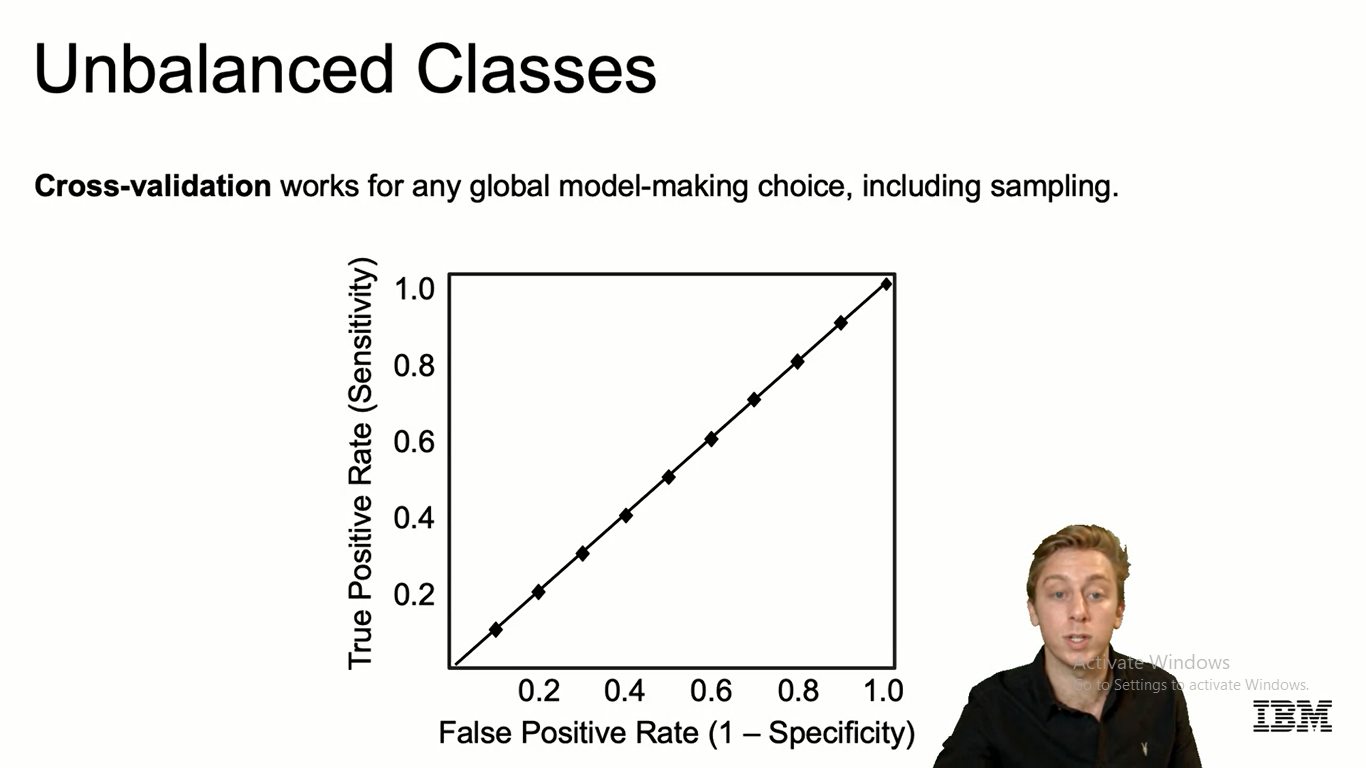 Unbalanced Classes
Cross-validation works for any global model-making choice, including sampling.
True Positive Rate (Sensitivity)
1.0
0.8
0.6
0.4
0.2
0.2 0.4 0.6 0.8 1.0
False Positive Rate (1 – Specificity)
Activate Windows
Go to Settings to activate Windows.
IBM